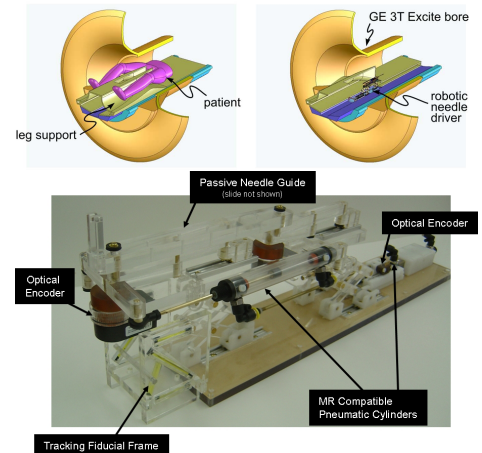 GE 3T Excite bore
patient
leg support
robotic
needle
driver
Passive Needle Guide
(slide not shown)
Optical Encoder
Optical
Encoder
MR Compatible
Pneumatic Cylinders
Tracking Fiducial Frame